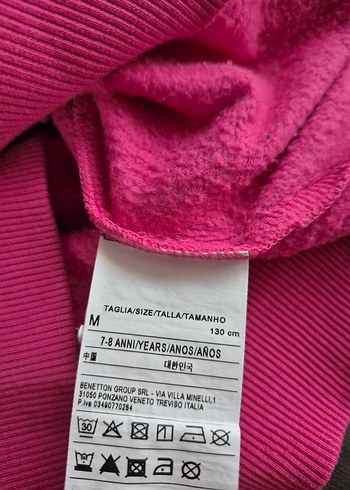 TAGLIA/SIZE/TALLA/TAMANHO
M 130 cm
7-8 ANNI/YEARS/ANOS/AÑOS
中国 대한민국
BENETTON GROUP SRL - VIA VILLA MINELLI,1
31050 PONZANO VENETO TREVISO ITALIA
P.iva 03490770264
30